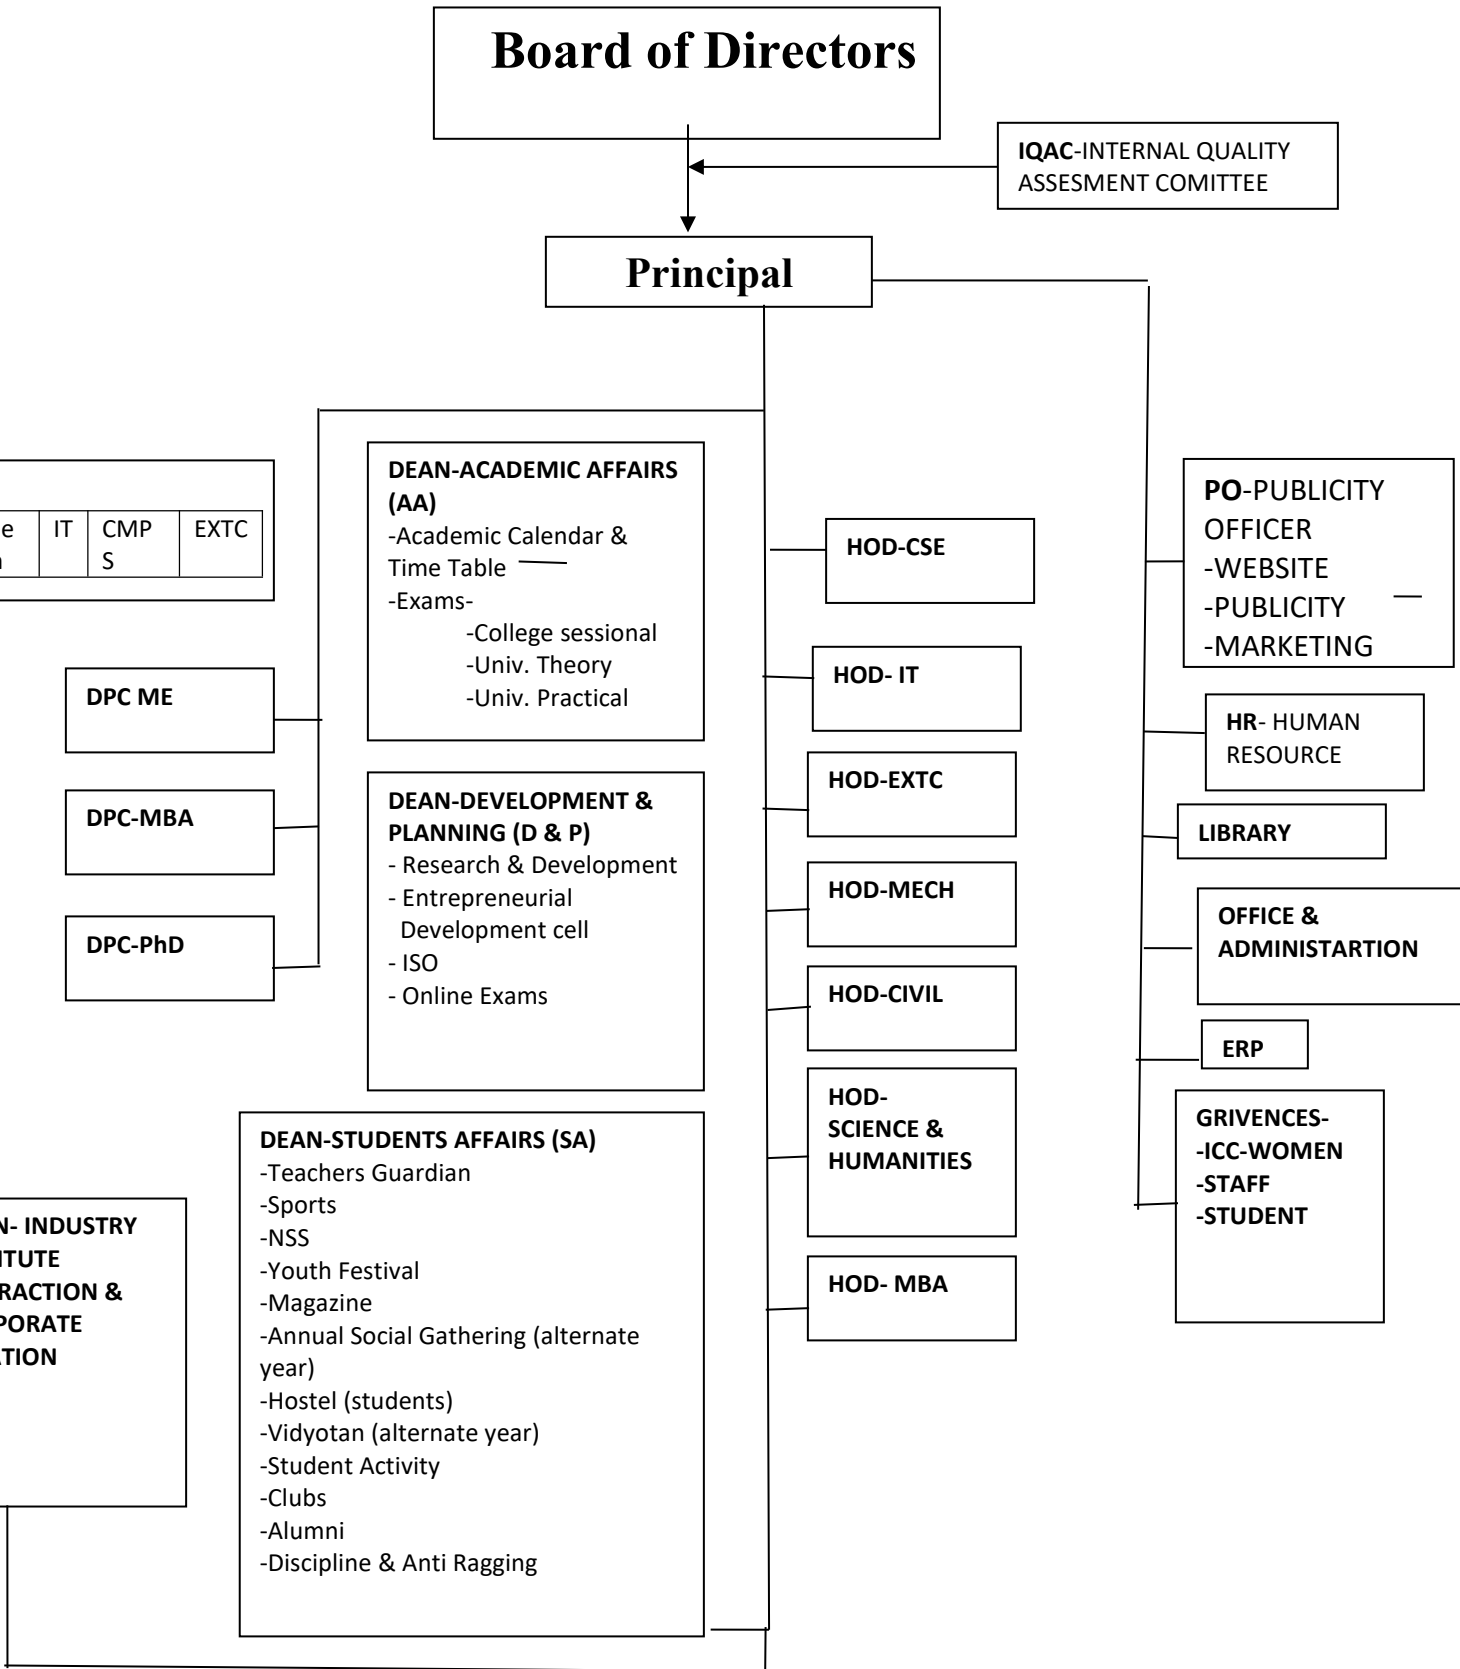 Board of Directors
IQAC-INTERNAL QUALITY
ASSESMENT COMITTEE
Principal
IT
CMP
S
EXTC
DPC ME
DPC-MBA
DPC-PhD
DEAN-ACADEMIC AFFAIRS
(AA)
-Academic Calendar &
Time Table
-Exams-
-College sessional
-Univ. Theory
-Univ. Practical
DEAN-DEVELOPMENT &
PLANNING (D & P)
- Research & Development
- Entrepreneurial
Development cell
- ISO
- Online Exams
DEAN-STUDENTS AFFAIRS (SA)
-Teachers Guardian
-Sports
-NSS
-Youth Festival
-Magazine
-Annual Social Gathering (alternate
year)
-Hostel (students)
-Vidyotan (alternate year)
-Student Activity
-Clubs
-Alumni
-Discipline & Anti Ragging
N- INDUSTRY
ITUTE
RACTION &
PORATE
ATION
HOD-CSE
HOD- IT
HOD-EXTC
HOD-MECH
HOD-CIVIL
HOD-
SCIENCE &
HUMANITIES
HOD- MBA
PO-PUBLICITY
OFFICER
-WEBSITE
-PUBLICITY
-MARKETING
HR- HUMAN
RESOURCE
LIBRARY
OFFICE &
ADMINISTARTION
ERP
GRIVENCES-
-ICC-WOMEN
-STAFF
-STUDENT